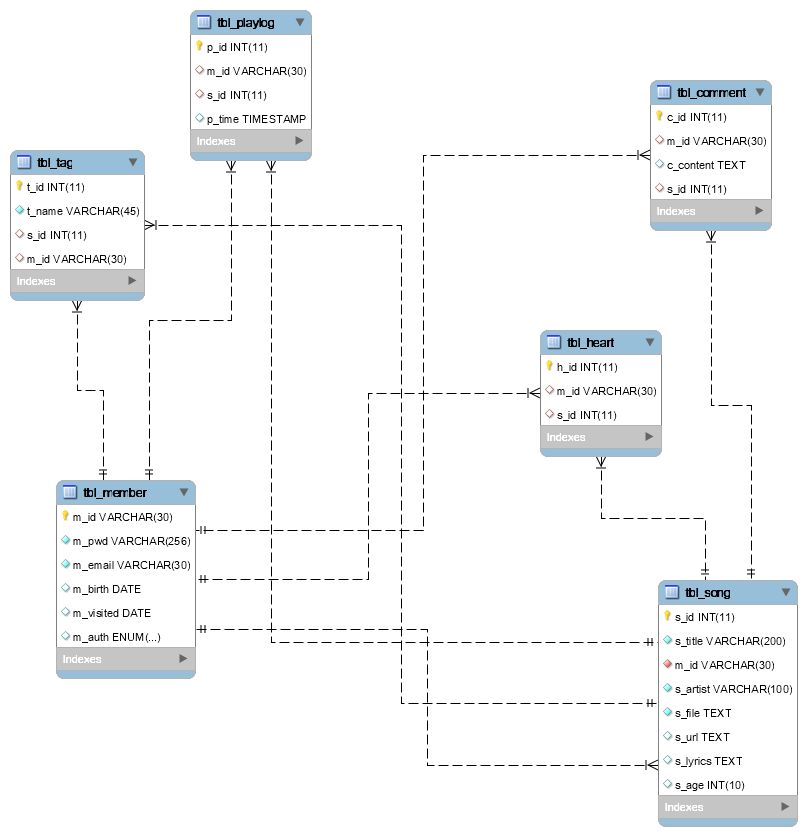 tbl_playlog
p_id INT(11)
m_id VARCHAR(30)
s_id INT(11)
p_time TIMESTAMP
Indexes
tbl_comment
c_id INT(11)
m_id VARCHAR(30)
c_content TEXT
s_id INT(11)
Indexes
tbl_tag
t_id INT(11)
t_name VARCHAR(45)
s_id INT(11)
m_id VARCHAR(30)
Indexes
tbl_heart
h_id INT(11)
m_id VARCHAR(30)
s_id INT(11)
Indexes
tbl_member
m_id VARCHAR(30)
m_pwd VARCHAR(256)
m_email VARCHAR(30)
m_birth DATE
m_visited DATE
m_auth ENUM(...)
Indexes
tbl_song
s_id INT(11)
s_title VARCHAR(200)
m_id VARCHAR(30)
s_artist VARCHAR(100)
s_file TEXT
s_url TEXT
s_lyrics TEXT
s_age INT(10)
Indexes